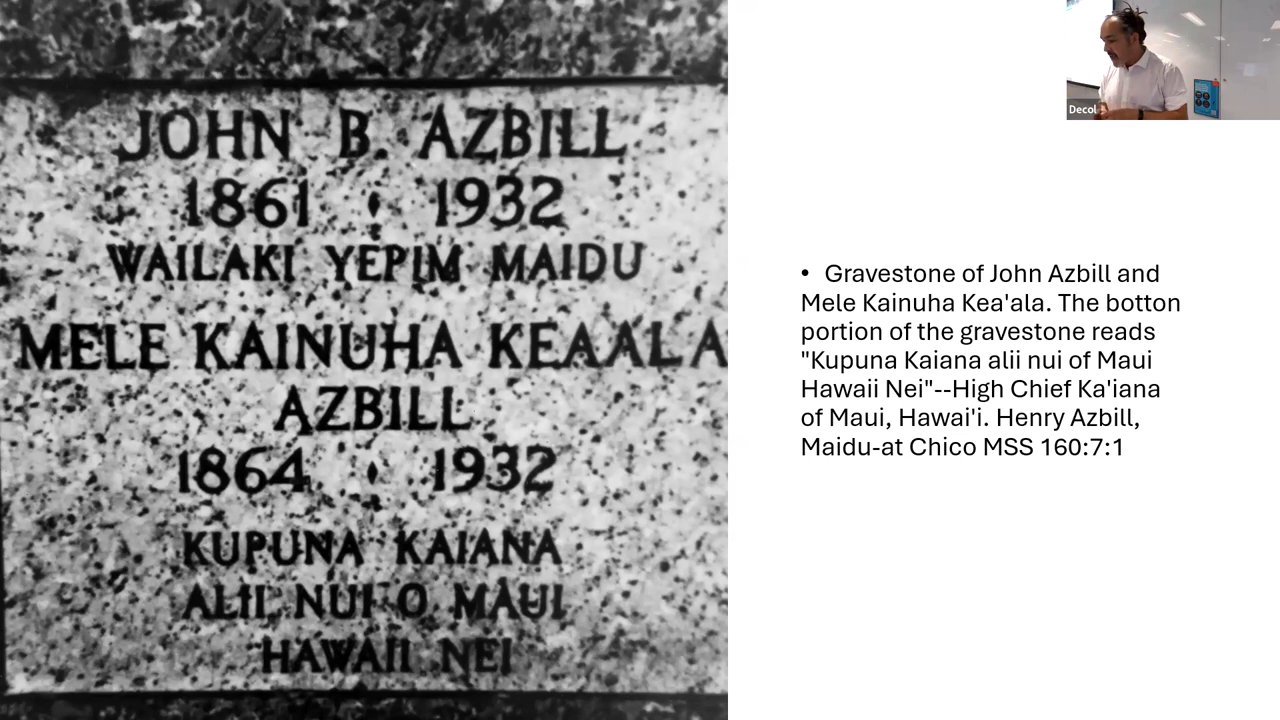 JOHN B. AZBILL
1861 1932
WAILAKI YEPIM MAIDU
MELE KAINUHA KEAALA
AZBILL
1864 1932
KUPUNA KAIANA
ALII NUI O MAUI
HAWAII NEI
Decol
• Gravestone of John Azbill and
Mele Kainuha Kea'ala. The botton
portion of the gravestone reads
"Kupuna Kaiana alii nui of Maui
Hawaii Nei"--High Chief Ka'iana
of Maui, Hawai'i. Henry Azbill,
Maidu-at Chico MSS 160:7:1